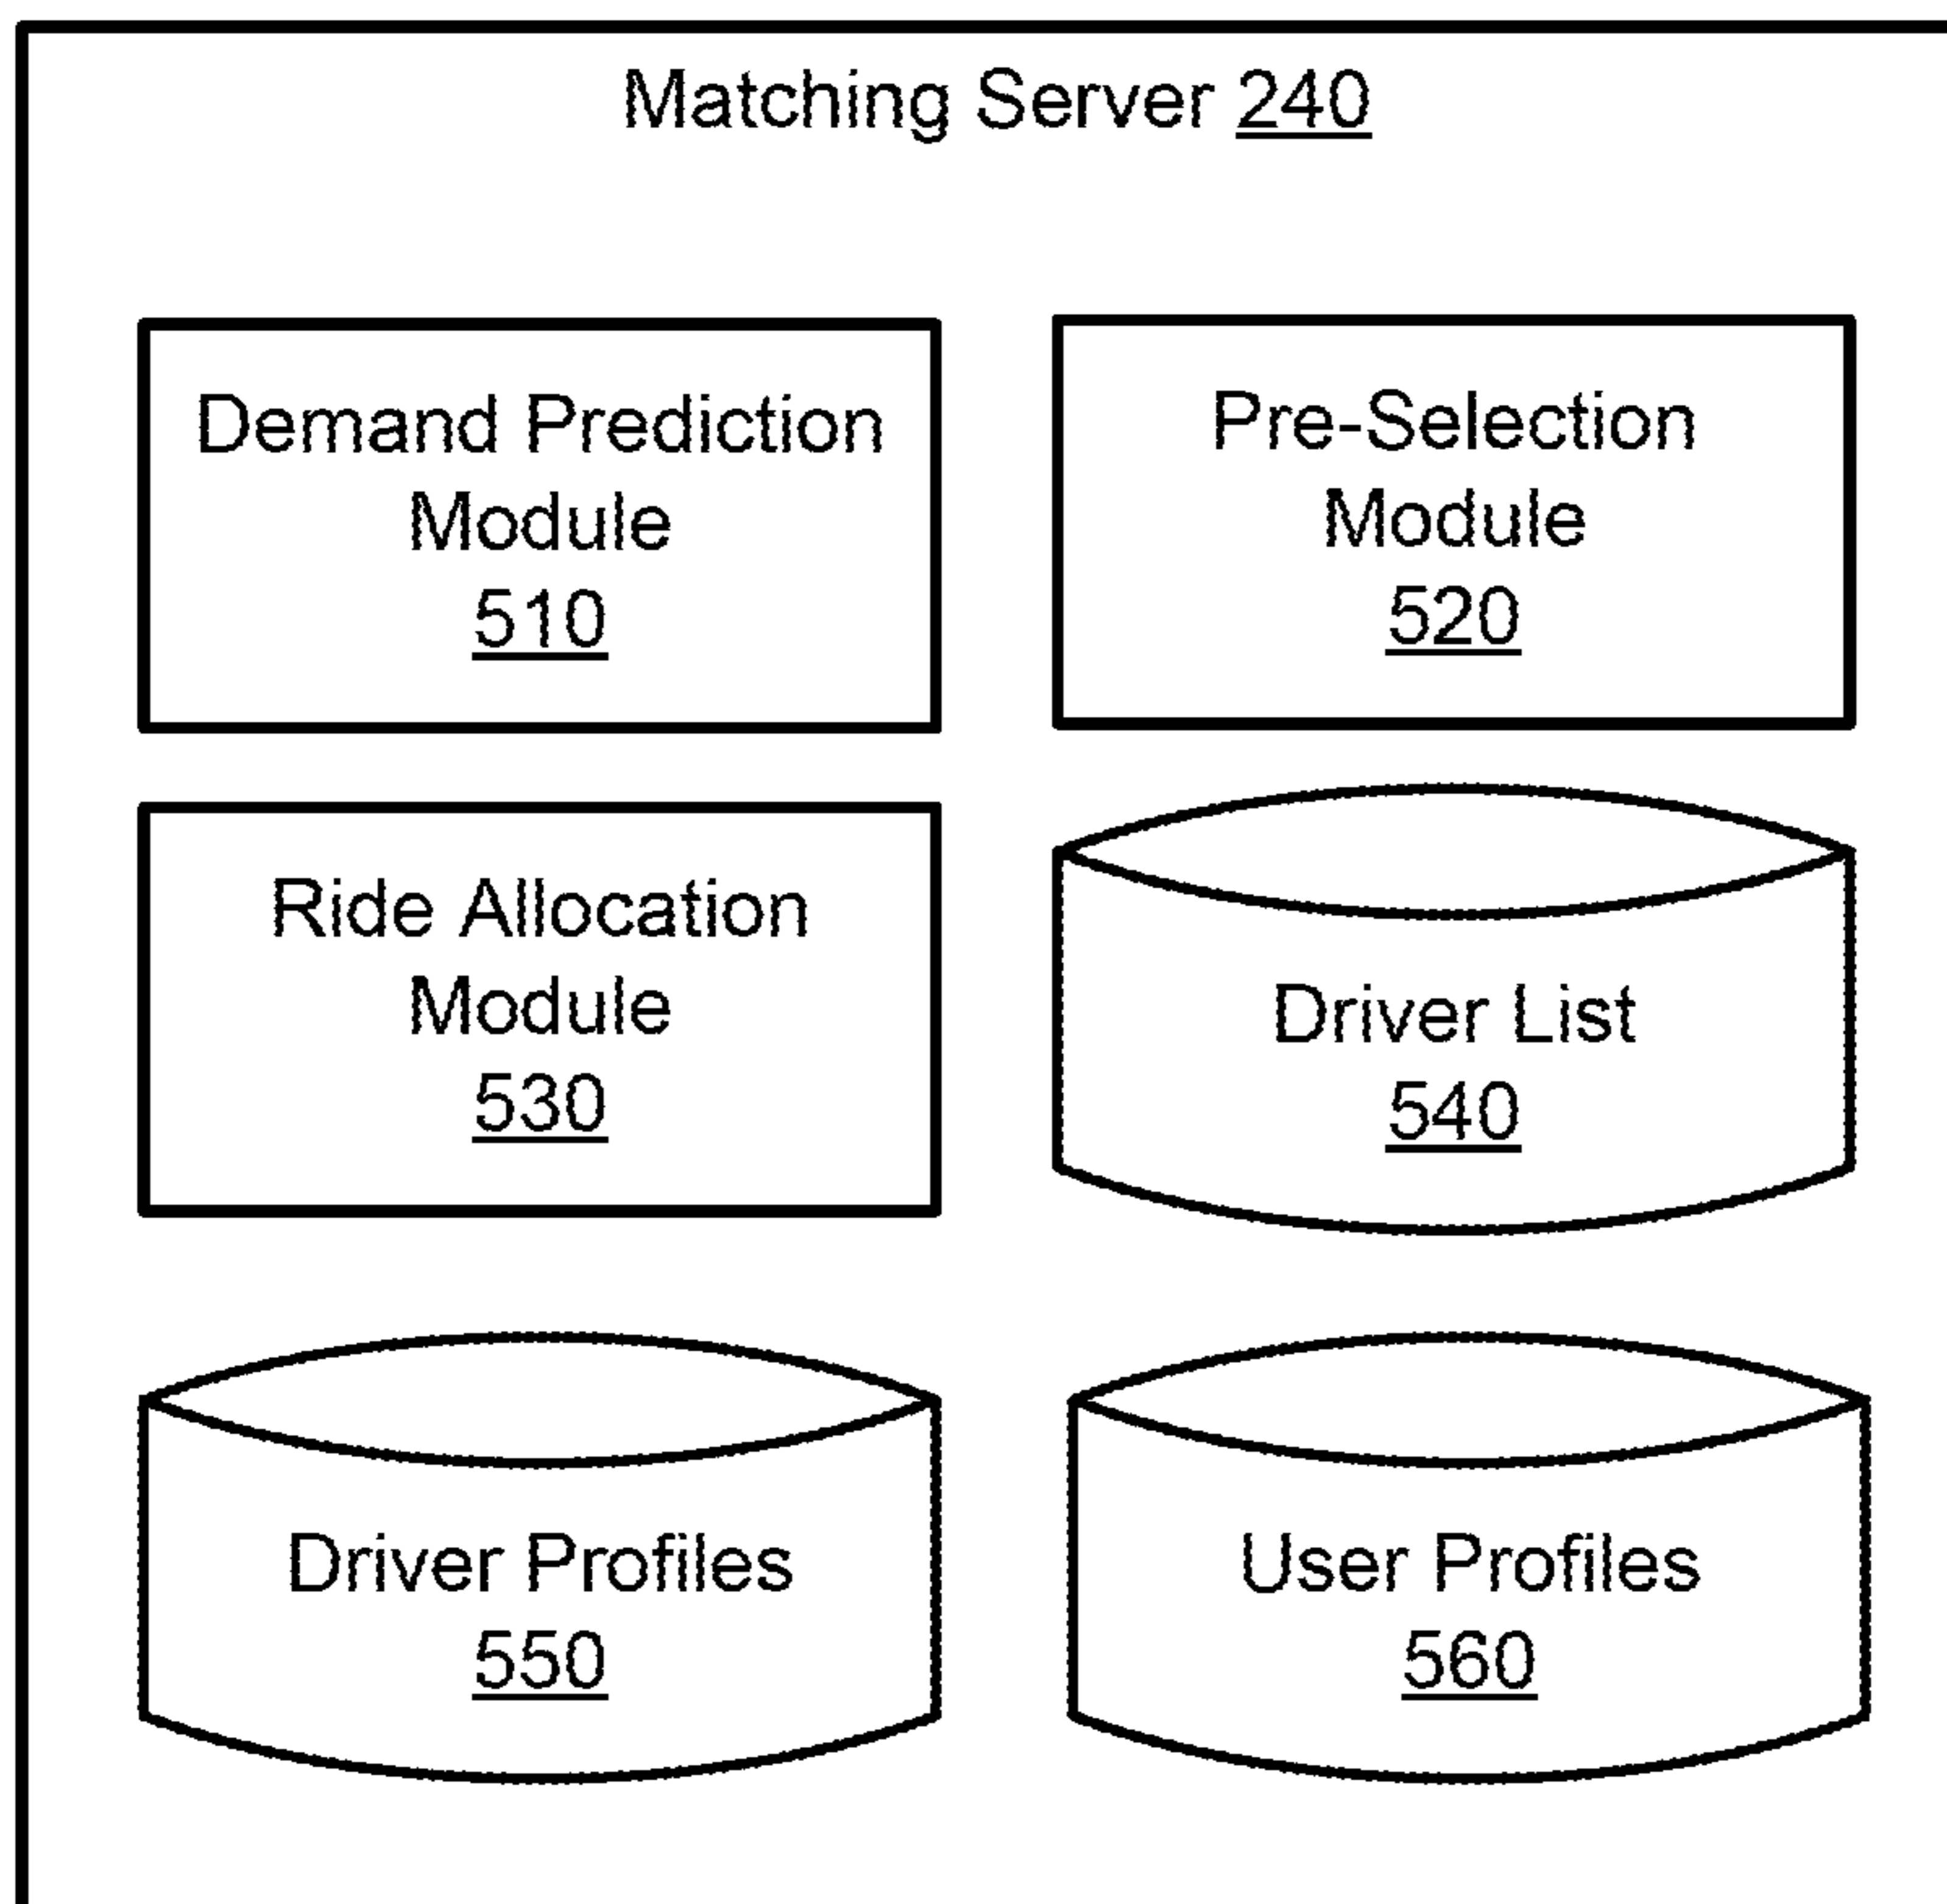 Matching Server 240
Demand Prediction
Module
510
Pre-Selection
Module
520
Ride Allocation
Module
530
Driver List
540
Driver Profiles
550
User Profiles
560